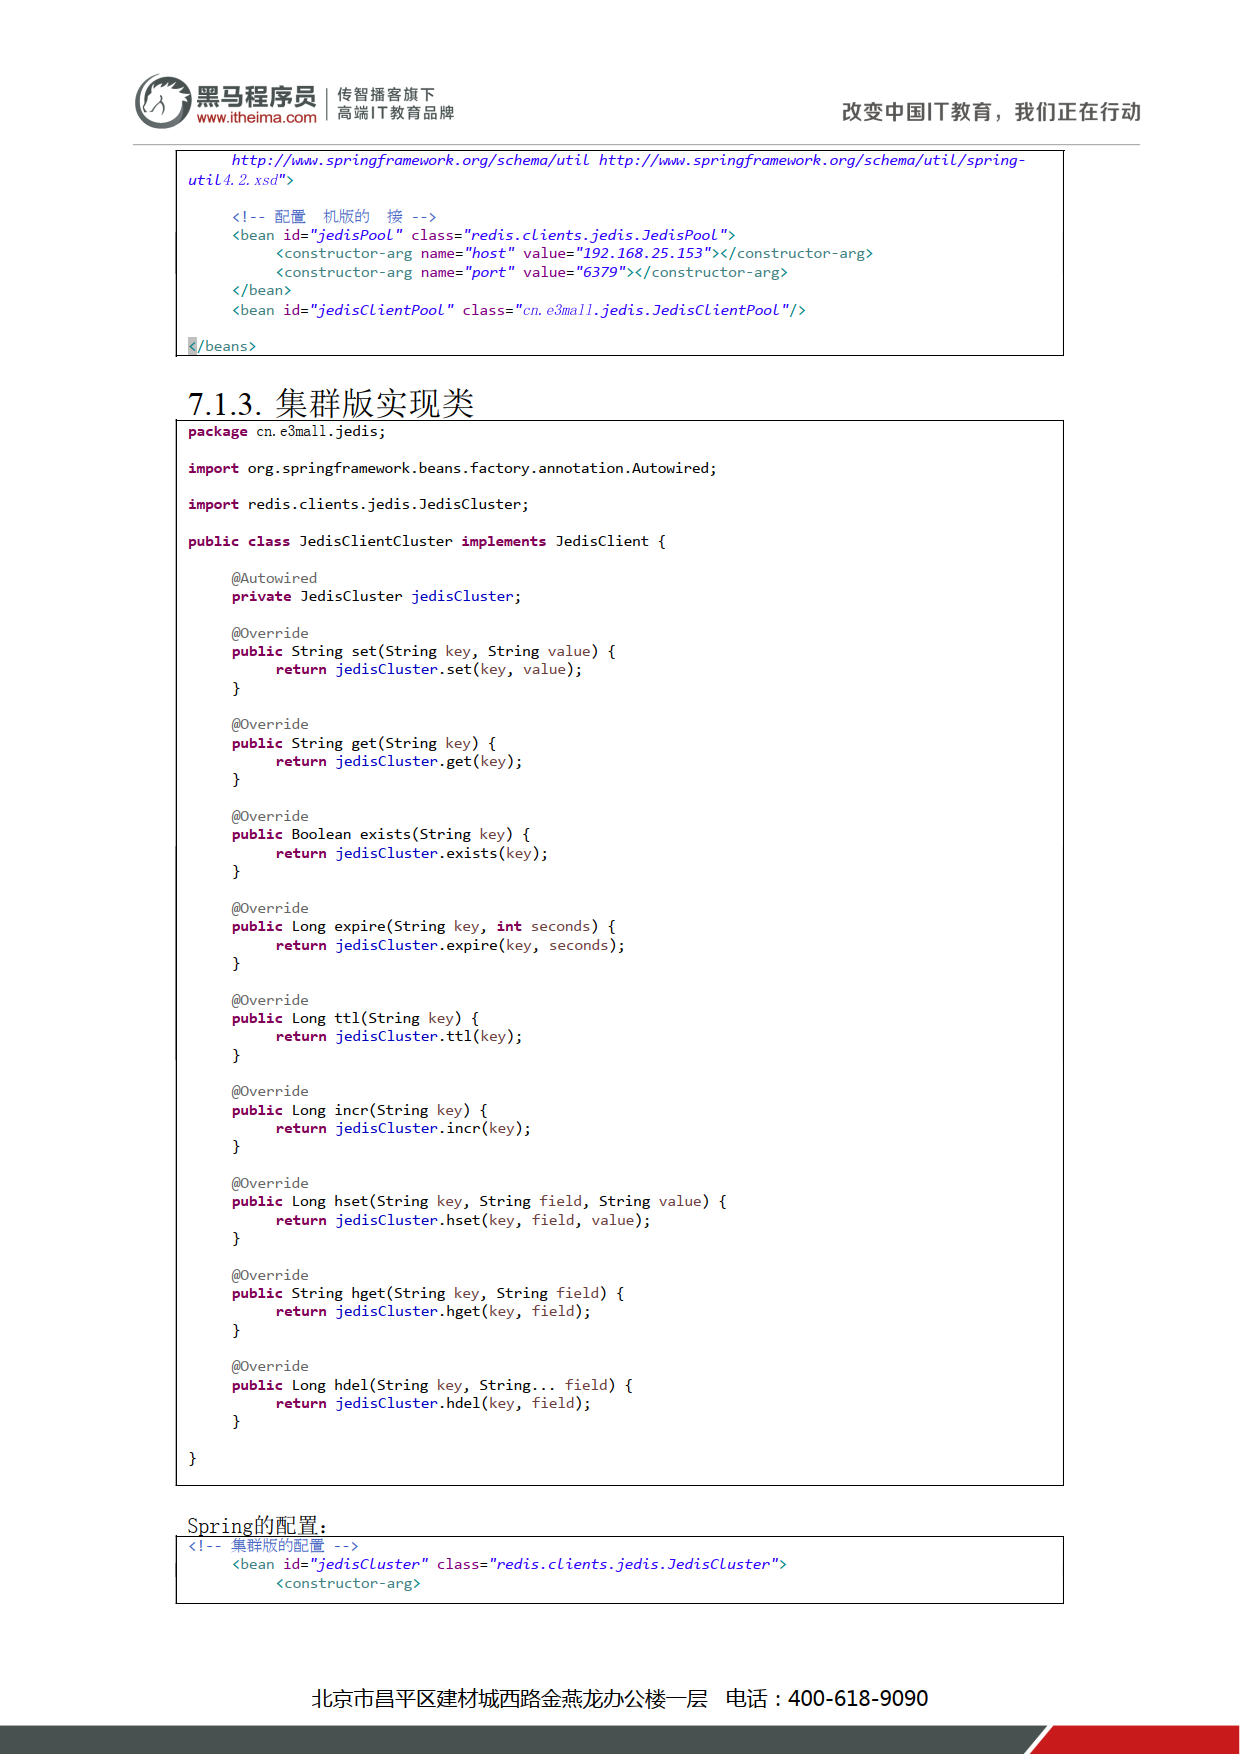 黑马程序员
www.itheima.com
传智播客旗下
高端IT教育品牌
改变中国IT教育，我们正在行动
http://www.springframework.org/schema/util http://www.springframework.org/schema/util/spring-
util4.2.xsd">
<!-- 配置 机版的 接 -->
<bean id="jedisPool" class="redis.clients.jedis.JedisPool">
<constructor-arg name="host" value="192.168.25.153"></constructor-arg>
<constructor-arg name="port" value="6379"></constructor-arg>
</bean>
<bean id="jedisClientPool" class="cn.e3mall.jedis.JedisClientPool"/>
</beans>
7.1.3. 集群版实现类
package cn.e3mall.jedis;
import org.springframework.beans.factory.annotation.Autowired;
import redis.clients.jedis.JedisCluster;
public class JedisClientCluster implements JedisClient {
@Autowired
private JedisCluster jedisCluster;
@Override
public String set(String key, String value) {
return jedisCluster.set(key, value);
}
@Override
public String get(String key) {
return jedisCluster.get(key);
}
@Override
public Boolean exists(String key) {
return jedisCluster.exists(key);
}
@Override
public Long expire(String key, int seconds) {
return jedisCluster.expire(key, seconds);
}
@Override
public Long ttl(String key) {
return jedisCluster.ttl(key);
}
@Override
public Long incr(String key) {
return jedisCluster.incr(key);
}
@Override
public Long hset(String key, String field, String value) {
return jedisCluster.hset(key, field, value);
}
@Override
public String hget(String key, String field) {
return jedisCluster.hget(key, field);
}
@Override
public Long hdel(String key, String... field) {
return jedisCluster.hdel(key, field);
}
}
Spring的配置：
<!-- 集群版的配置 -->
<bean id="jedisCluster" class="redis.clients.jedis.JedisCluster">
<constructor-arg>
北京市昌平区建材城西路金燕龙办公楼一层 电话：400-618-9090